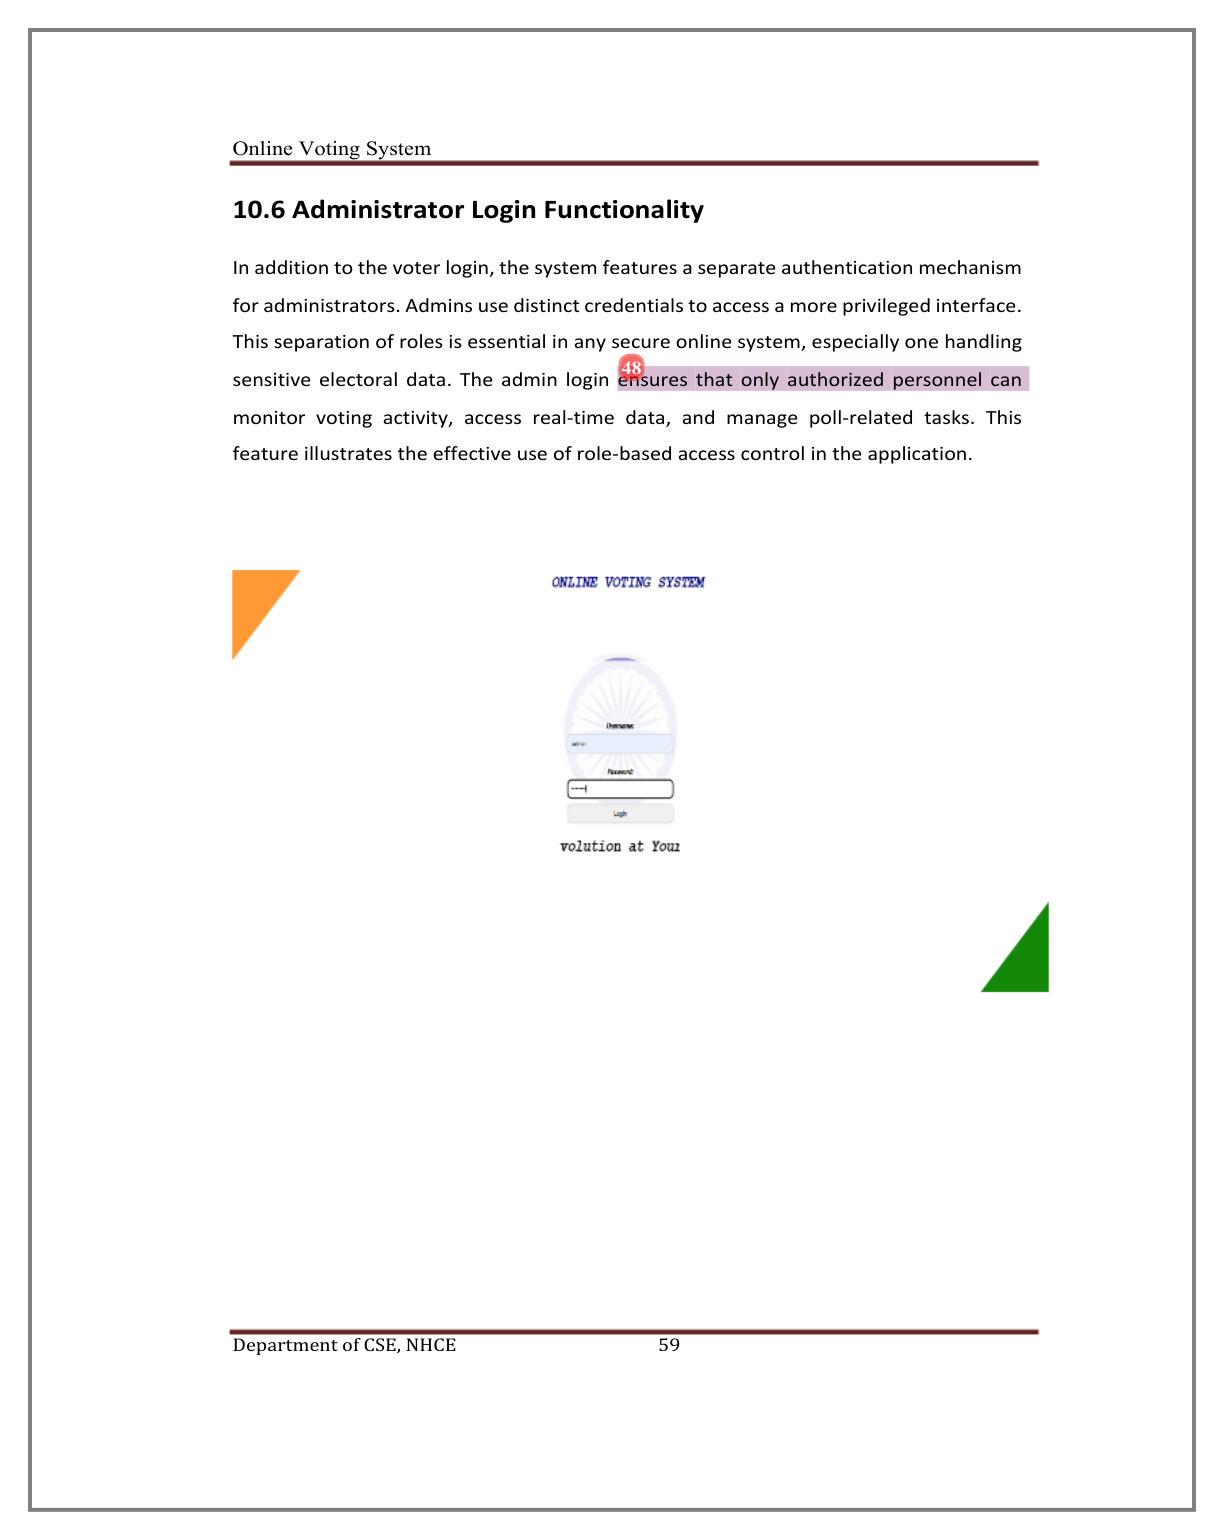 Online Voting System
10.6 Administrator Login Functionality
In addition to the voter login, the system features a separate authentication mechanism
for administrators. Admins use distinct credentials to access a more privileged interface.
This separation of roles is essential in any secure online system, especially one handling
48
sensitive electoral data. The admin login ensures that only authorized personnel can
monitor voting activity, access real-time data, and manage poll-related tasks. This
feature illustrates the effective use of role-based access control in the application.
ONLINE VOTING SYSTEM
Username:
admin
Password:
Login
volution at Your
Department of CSE, NHCE 59